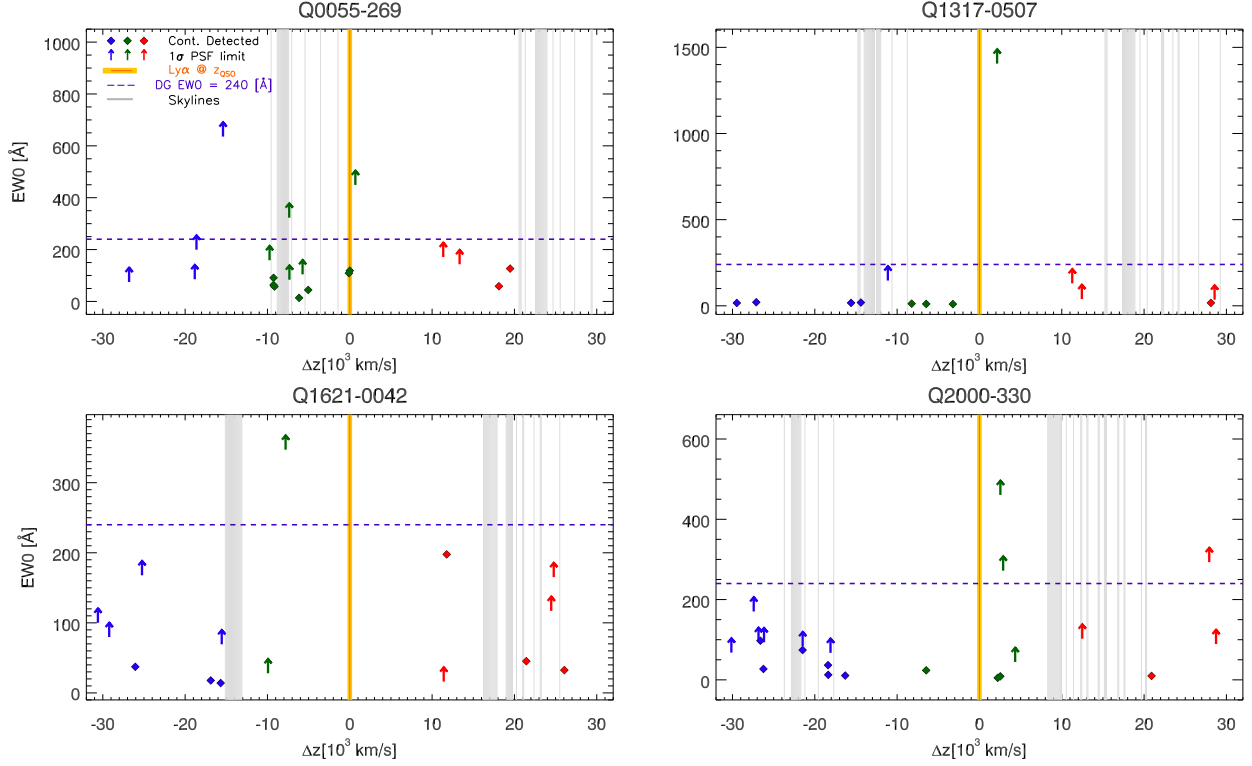 Q0055-269
Q1317-0507
Cont. Detected
1σ PSF limit
Lyα @ zQSO
DG EW0 = 240 [Å]
Skylines
EW0 [Å]
1000
800
600
400
200
0
-30 -20 -10 0 10 20 30
Δz[10³ km/s]
1500
1000
500
0
-30 -20 -10 0 10 20 30
Δz[10³ km/s]
Q1621-0042
Q2000-330
EW0 [Å]
300
200
100
0
-30 -20 -10 0 10 20 30
Δz[10³ km/s]
600
400
200
0
-30 -20 -10 0 10 20 30
Δz[10³ km/s]